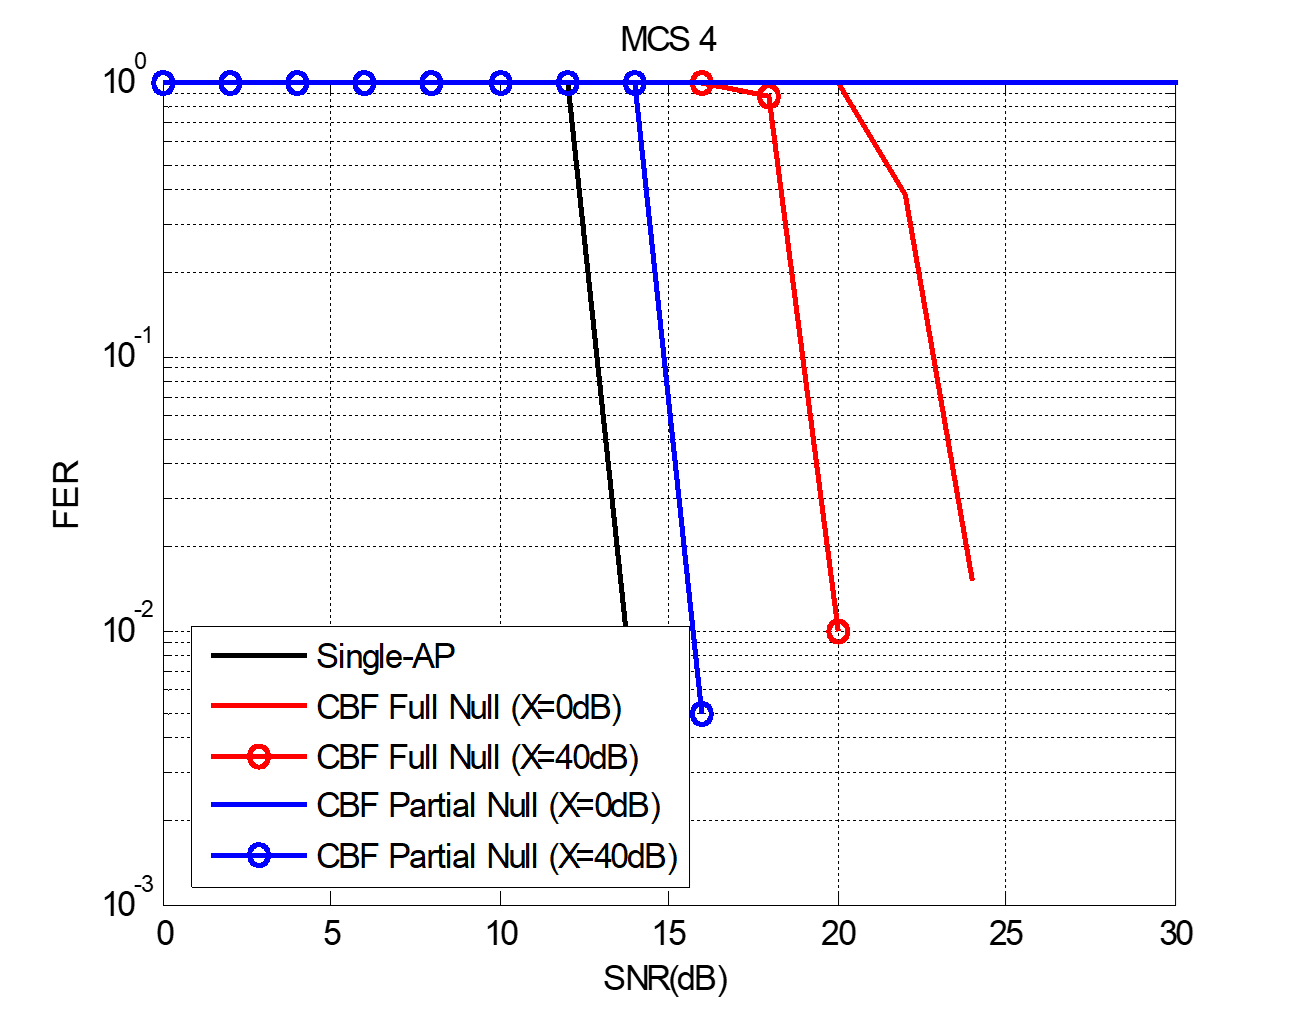 MCS 4
10^0
10^-1
10^-2
10^-3
FER
Single-AP
CBF Full Null (X=0dB)
CBF Full Null (X=40dB)
CBF Partial Null (X=0dB)
CBF Partial Null (X=40dB)
0 5 10 15 20 25 30
SNR(dB)